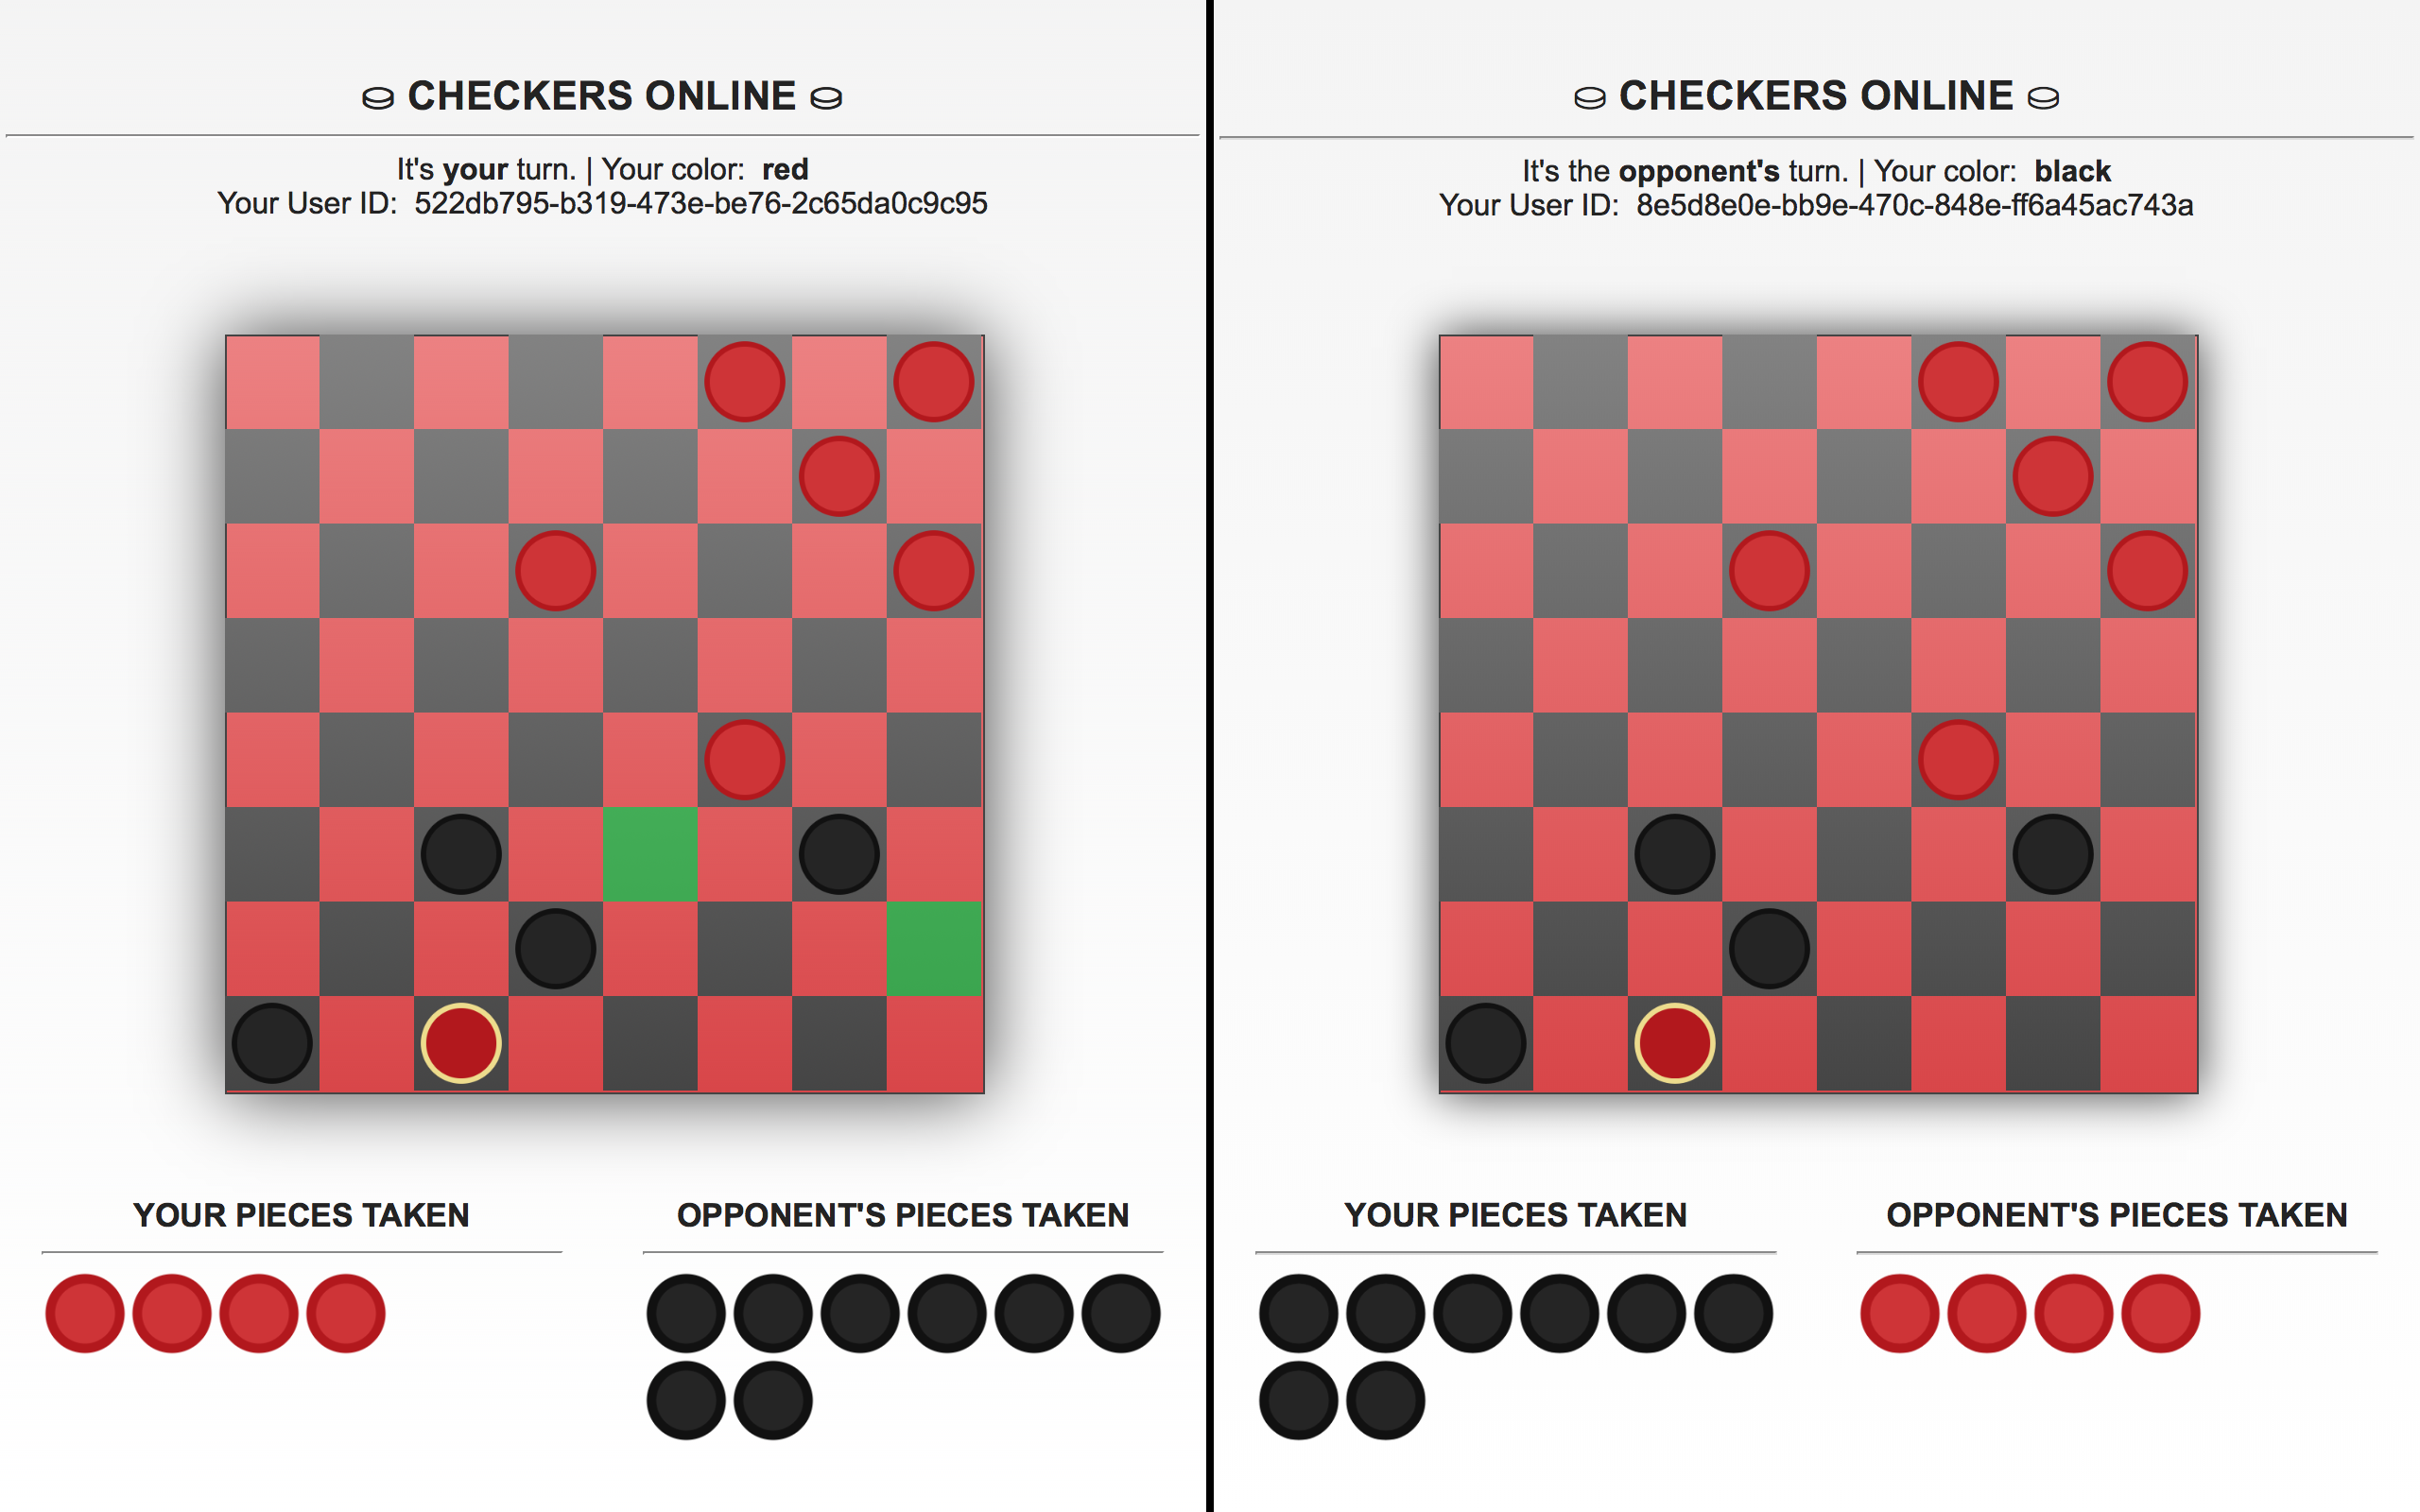 ⛀ CHECKERS ONLINE ⛀
It's your turn. | Your color: red
Your User ID: 522db795-b319-473e-be76-2c65da0c9c95
YOUR PIECES TAKEN
OPPONENT'S PIECES TAKEN
⛀ CHECKERS ONLINE ⛀
It's the opponent's turn. | Your color: black
Your User ID: 8e5d8e0e-bb9e-470c-848e-ff6a45ac743a
YOUR PIECES TAKEN
OPPONENT'S PIECES TAKEN